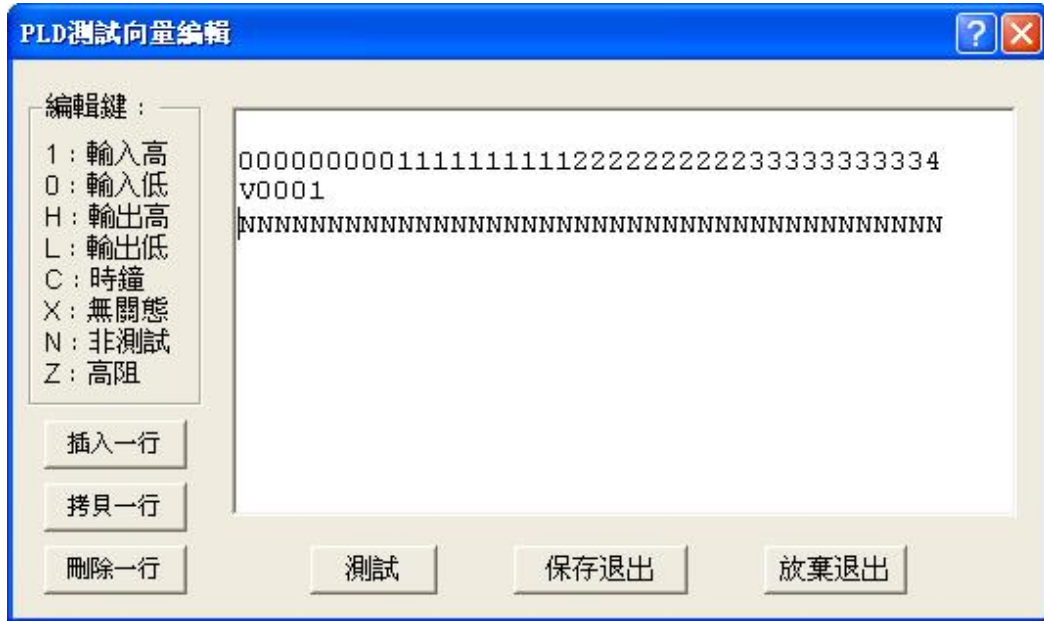 PLD測試向量編輯
編輯鍵：
1：輸入高
0：輸入低
H：輸出高
L：輸出低
C：時鐘
X：無關態
N：非測試
Z：高阻
0000000001111111111222222222233333333334
V0001
NNNNNNNNNNNNNNNNNNNNNNNNNNNNNNNNNNNNNNNN
插入一行
拷貝一行
刪除一行
測試
保存退出
放棄退出